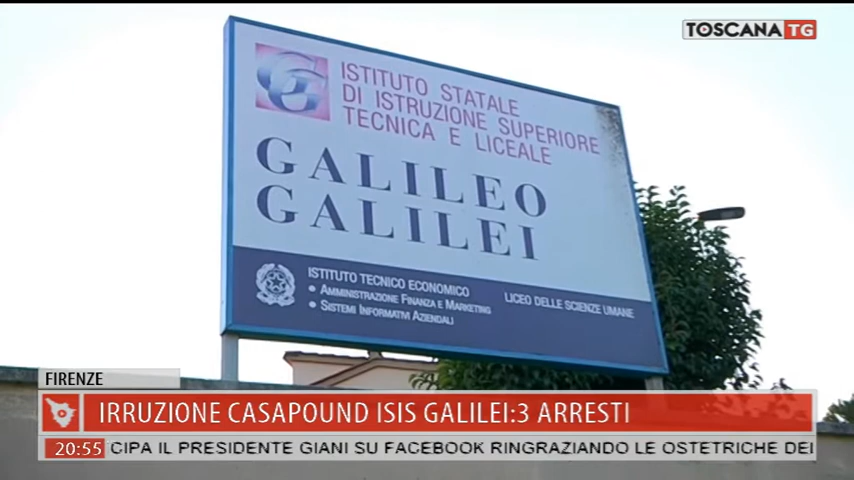 TOSCANA TG
ISTITUTO STATALE
DI ISTRUZIONE SUPERIORE
TECNICA E LICEALE
GALILEO
GALILEI
ISTITUTO TECNICO ECONOMICO
• AMMINISTRAZIONE FINANZA E MARKETING
• SISTEMI INFORMATIVI AZIENDALI
LICEO DELLE SCIENZE UMANE
FIRENZE
IRRUZIONE CASAPOUND ISIS GALILEI:3 ARRESTI
20:55 CIPA IL PRESIDENTE GIANI SU FACEBOOK RINGRAZIANDO LE OSTETRICHE DEI